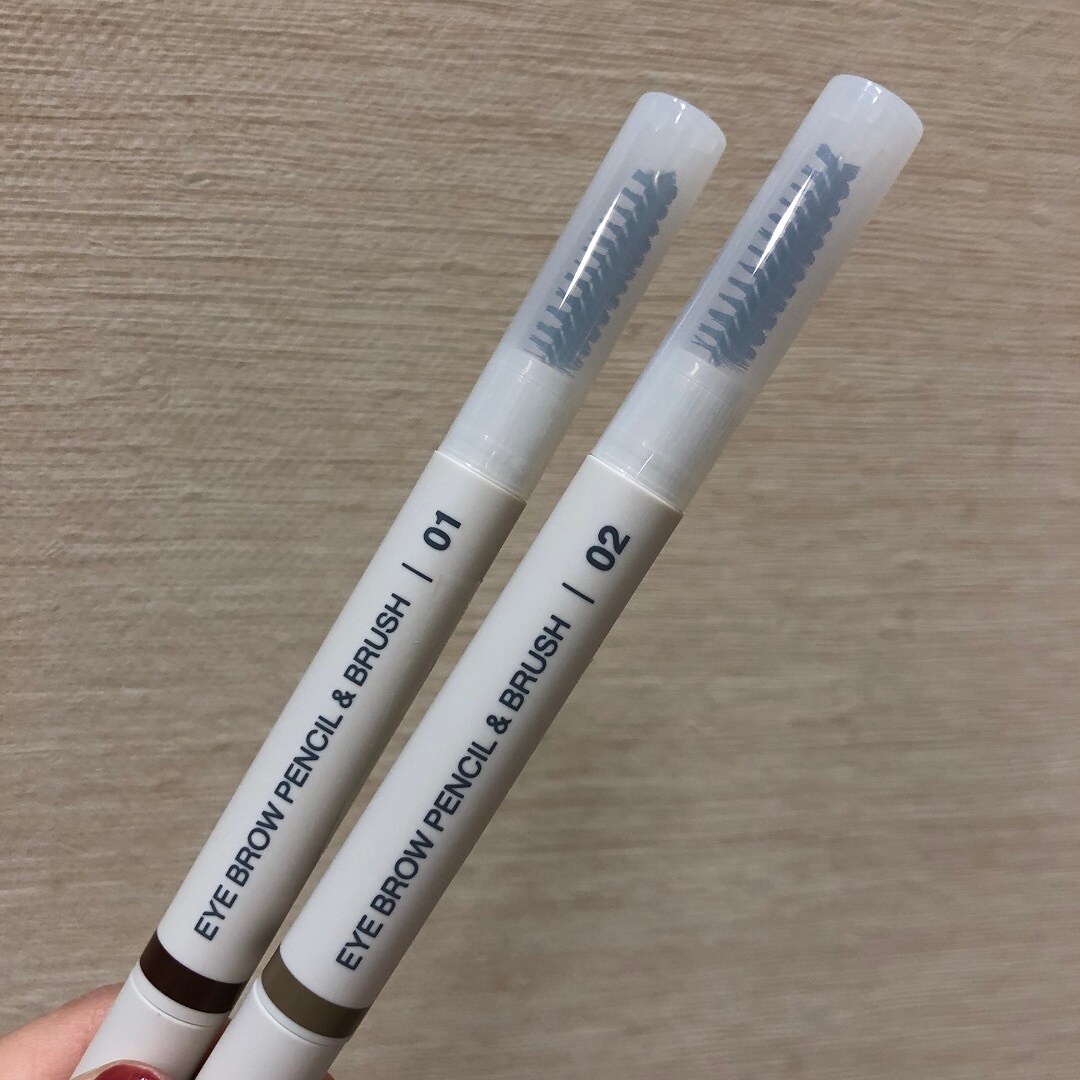 EYE BROW PENCIL & BRUSH | 01
EYE BROW PENCIL & BRUSH | 02